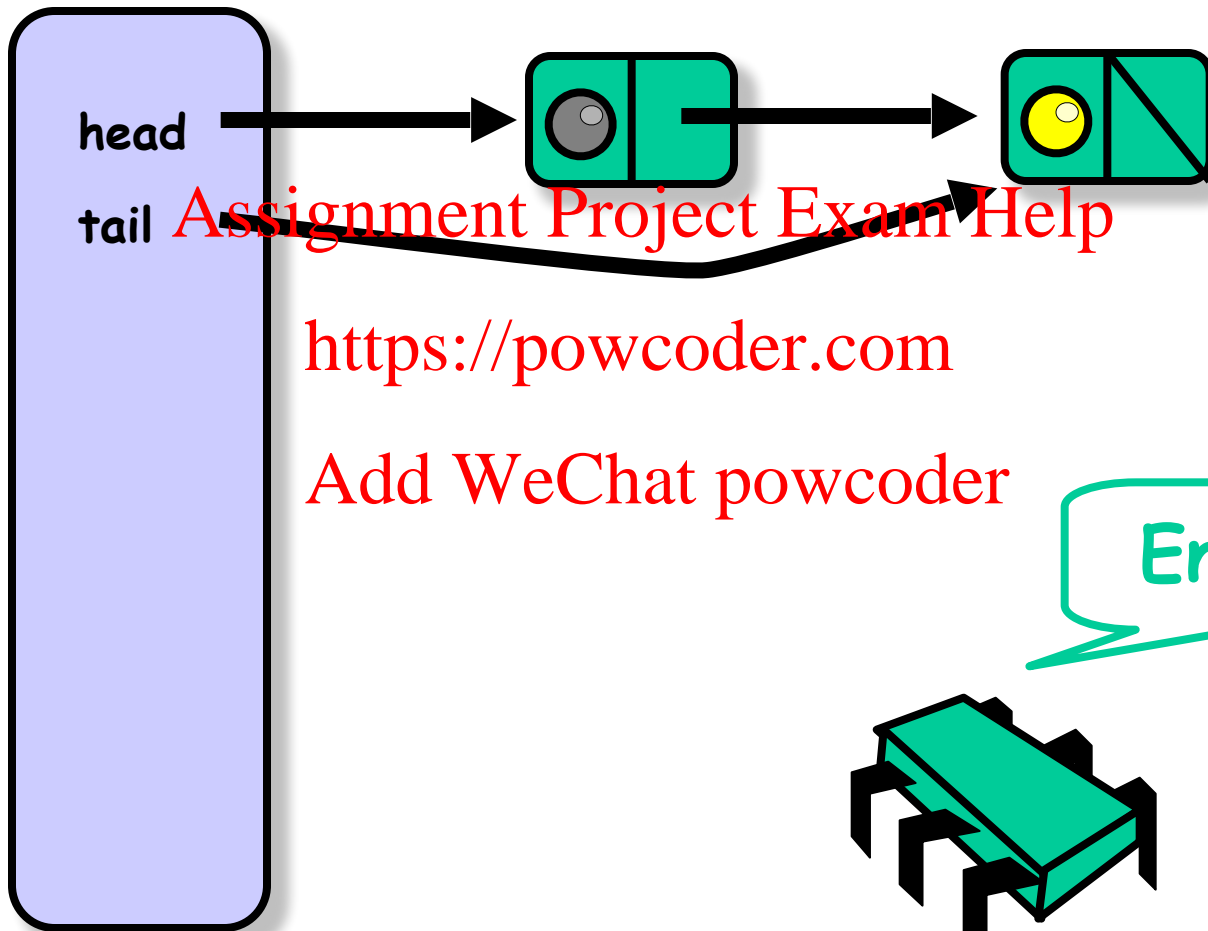 head
tail
Assignment Project Exam Help
https://powcoder.com
Add WeChat powcoder